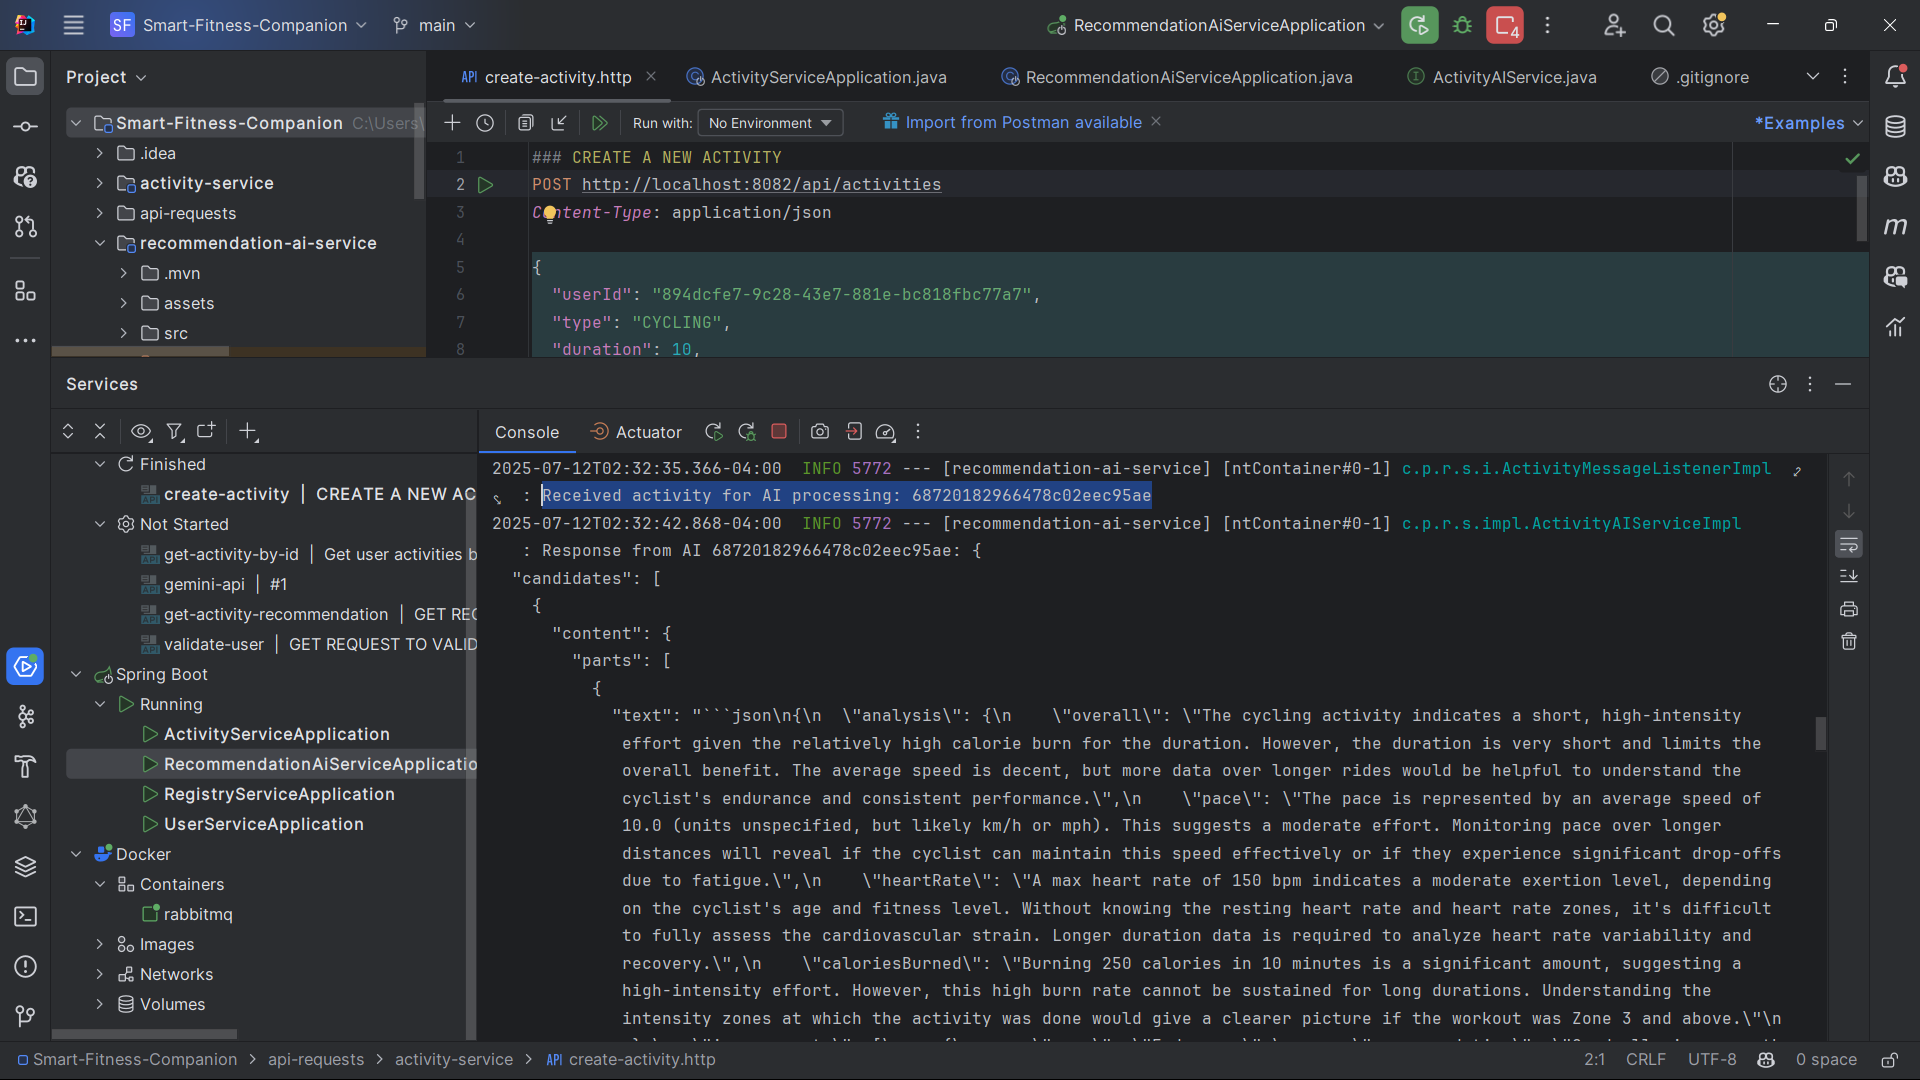 SF Smart-Fitness-Companion main RecommendationAiServiceApplication 4
Project
create-activity.http ActivityServiceApplication.java RecommendationAiServiceApplication.java ActivityAIService.java .gitignore
Smart-Fitness-Companion C:\Users\
.idea
activity-service
api-requests
recommendation-ai-service
.mvn
assets
src
Run with: No Environment Import from Postman available *Examples
1 ### CREATE A NEW ACTIVITY
2 POST http://localhost:8082/api/activities
3 Content-Type: application/json
4
5 {
6 "userId": "894dcfe7-9c28-43e7-881e-bc818fbc77a7",
7 "type": "CYCLING",
8 "duration": 10,
Services
Finished
API create-activity | CREATE A NEW AC
Not Started
API get-activity-by-id | Get user activities b
API gemini-api | #1
API get-activity-recommendation | GET REC
API validate-user | GET REQUEST TO VALID
Spring Boot
Running
ActivityServiceApplication
RecommendationAiServiceApplicatio
RegistryServiceApplication
UserServiceApplication
Docker
Containers
rabbitmq
Images
Networks
Volumes
Console Actuator
2025-07-12T02:32:35.366-04:00 INFO 5772 --- [recommendation-ai-service] [ntContainer#0-1] c.p.r.s.i.ActivityMessageListenerImpl
: Received activity for AI processing: 68720182966478c02eec95ae
2025-07-12T02:32:42.868-04:00 INFO 5772 --- [recommendation-ai-service] [ntContainer#0-1] c.p.r.s.impl.ActivityAIServiceImpl
: Response from AI 68720182966478c02eec95ae: {
"candidates": [
{
"content": {
"parts": [
{
"text": "```json\n{\n  \"analysis\": {\n    \"overall\": \"The cycling activity indicates a short, high-intensity
effort given the relatively high calorie burn for the duration. However, the duration is very short and limits the
overall benefit. The average speed is decent, but more data over longer rides would be helpful to understand the
cyclist's endurance and consistent performance.\",\n    \"pace\": \"The pace is represented by an average speed of
10.0 (units unspecified, but likely km/h or mph). This suggests a moderate effort. Monitoring pace over longer
distances will reveal if the cyclist can maintain this speed effectively or if they experience significant drop-offs
due to fatigue.\",\n    \"heartRate\": \"A max heart rate of 150 bpm indicates a moderate exertion level, depending
on the cyclist's age and fitness level. Without knowing the resting heart rate and heart rate zones, it's difficult
to fully assess the cardiovascular strain. Longer duration data is required to analyze heart rate variability and
recovery.\",\n    \"caloriesBurned\": \"Burning 250 calories in 10 minutes is a significant amount, suggesting a
high-intensity effort. However, this high burn rate cannot be sustained for long durations. Understanding the
intensity zones at which the activity was done would give a clearer picture if the workout was Zone 3 and above.\"\n
Smart-Fitness-Companion > api-requests > activity-service > API create-activity.http 2:1 CRLF UTF-8 0 space